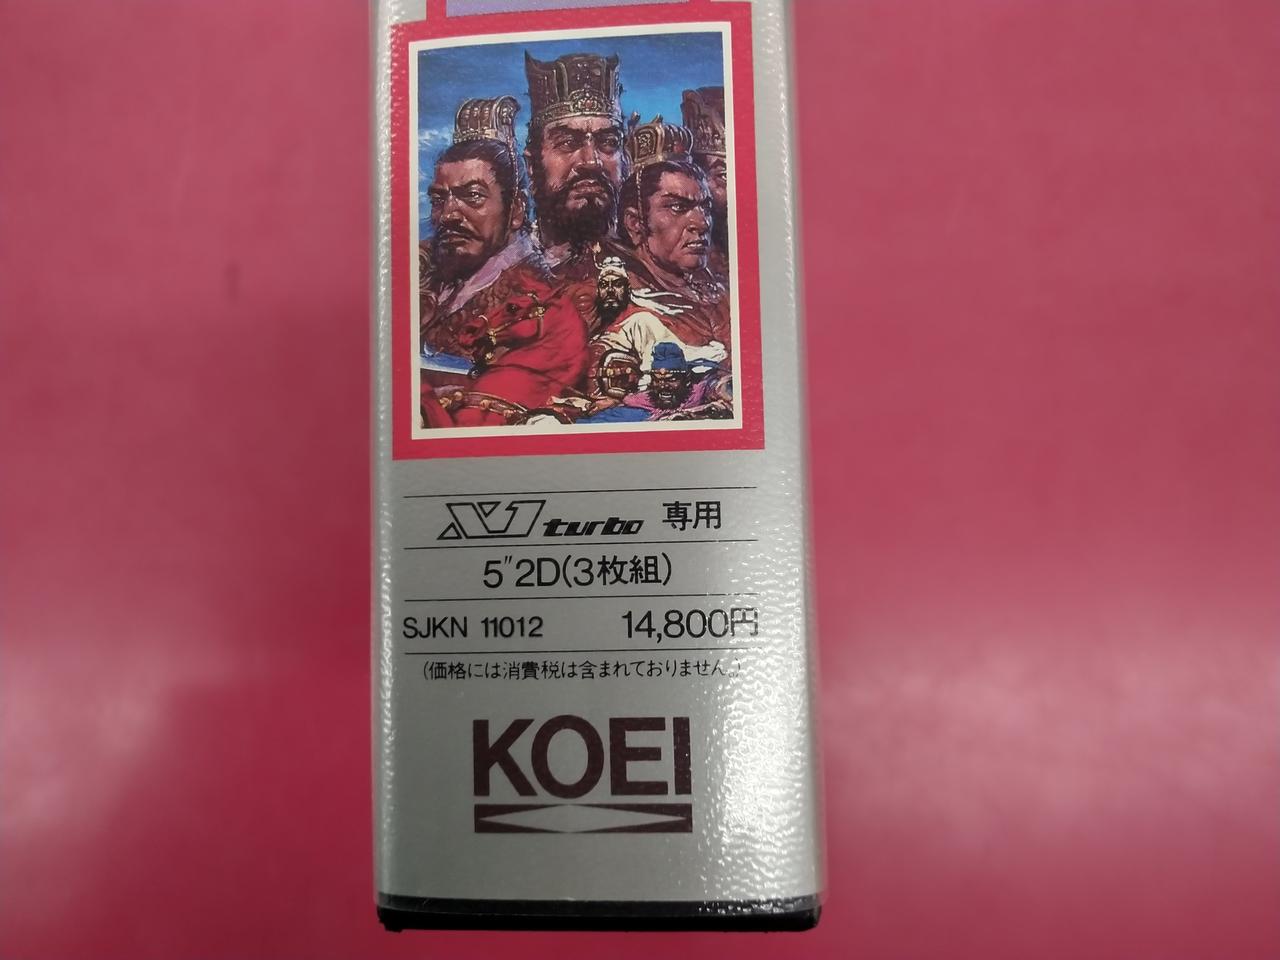 X1 turbo 専用
5"2D(3枚組)
SJKN 11012 14,800円
(価格には消費税は含まれておりません。)
KOEI